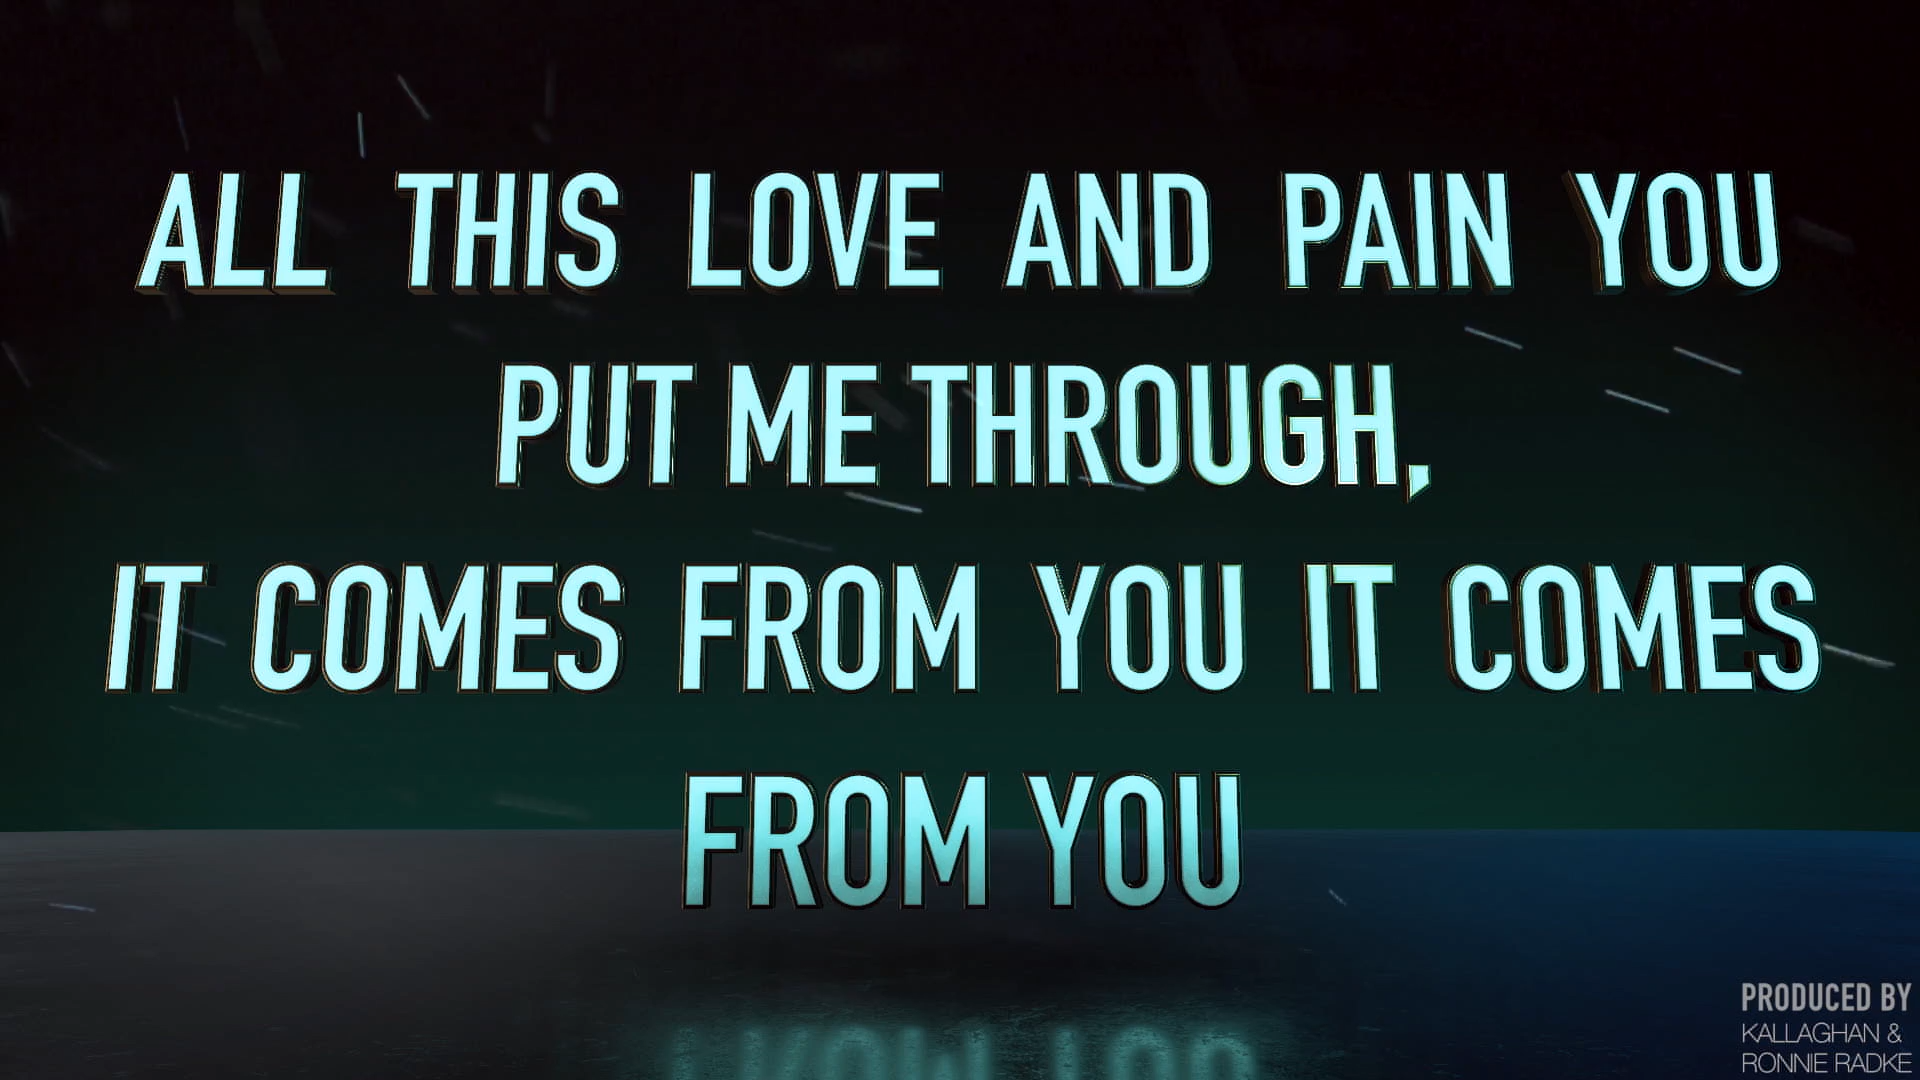 ALL THIS LOVE AND PAIN YOU
PUT ME THROUGH,
IT COMES FROM YOU IT COMES
FROM YOU
PRODUCED BY
KALLAGHAN &
RONNIE RADKE